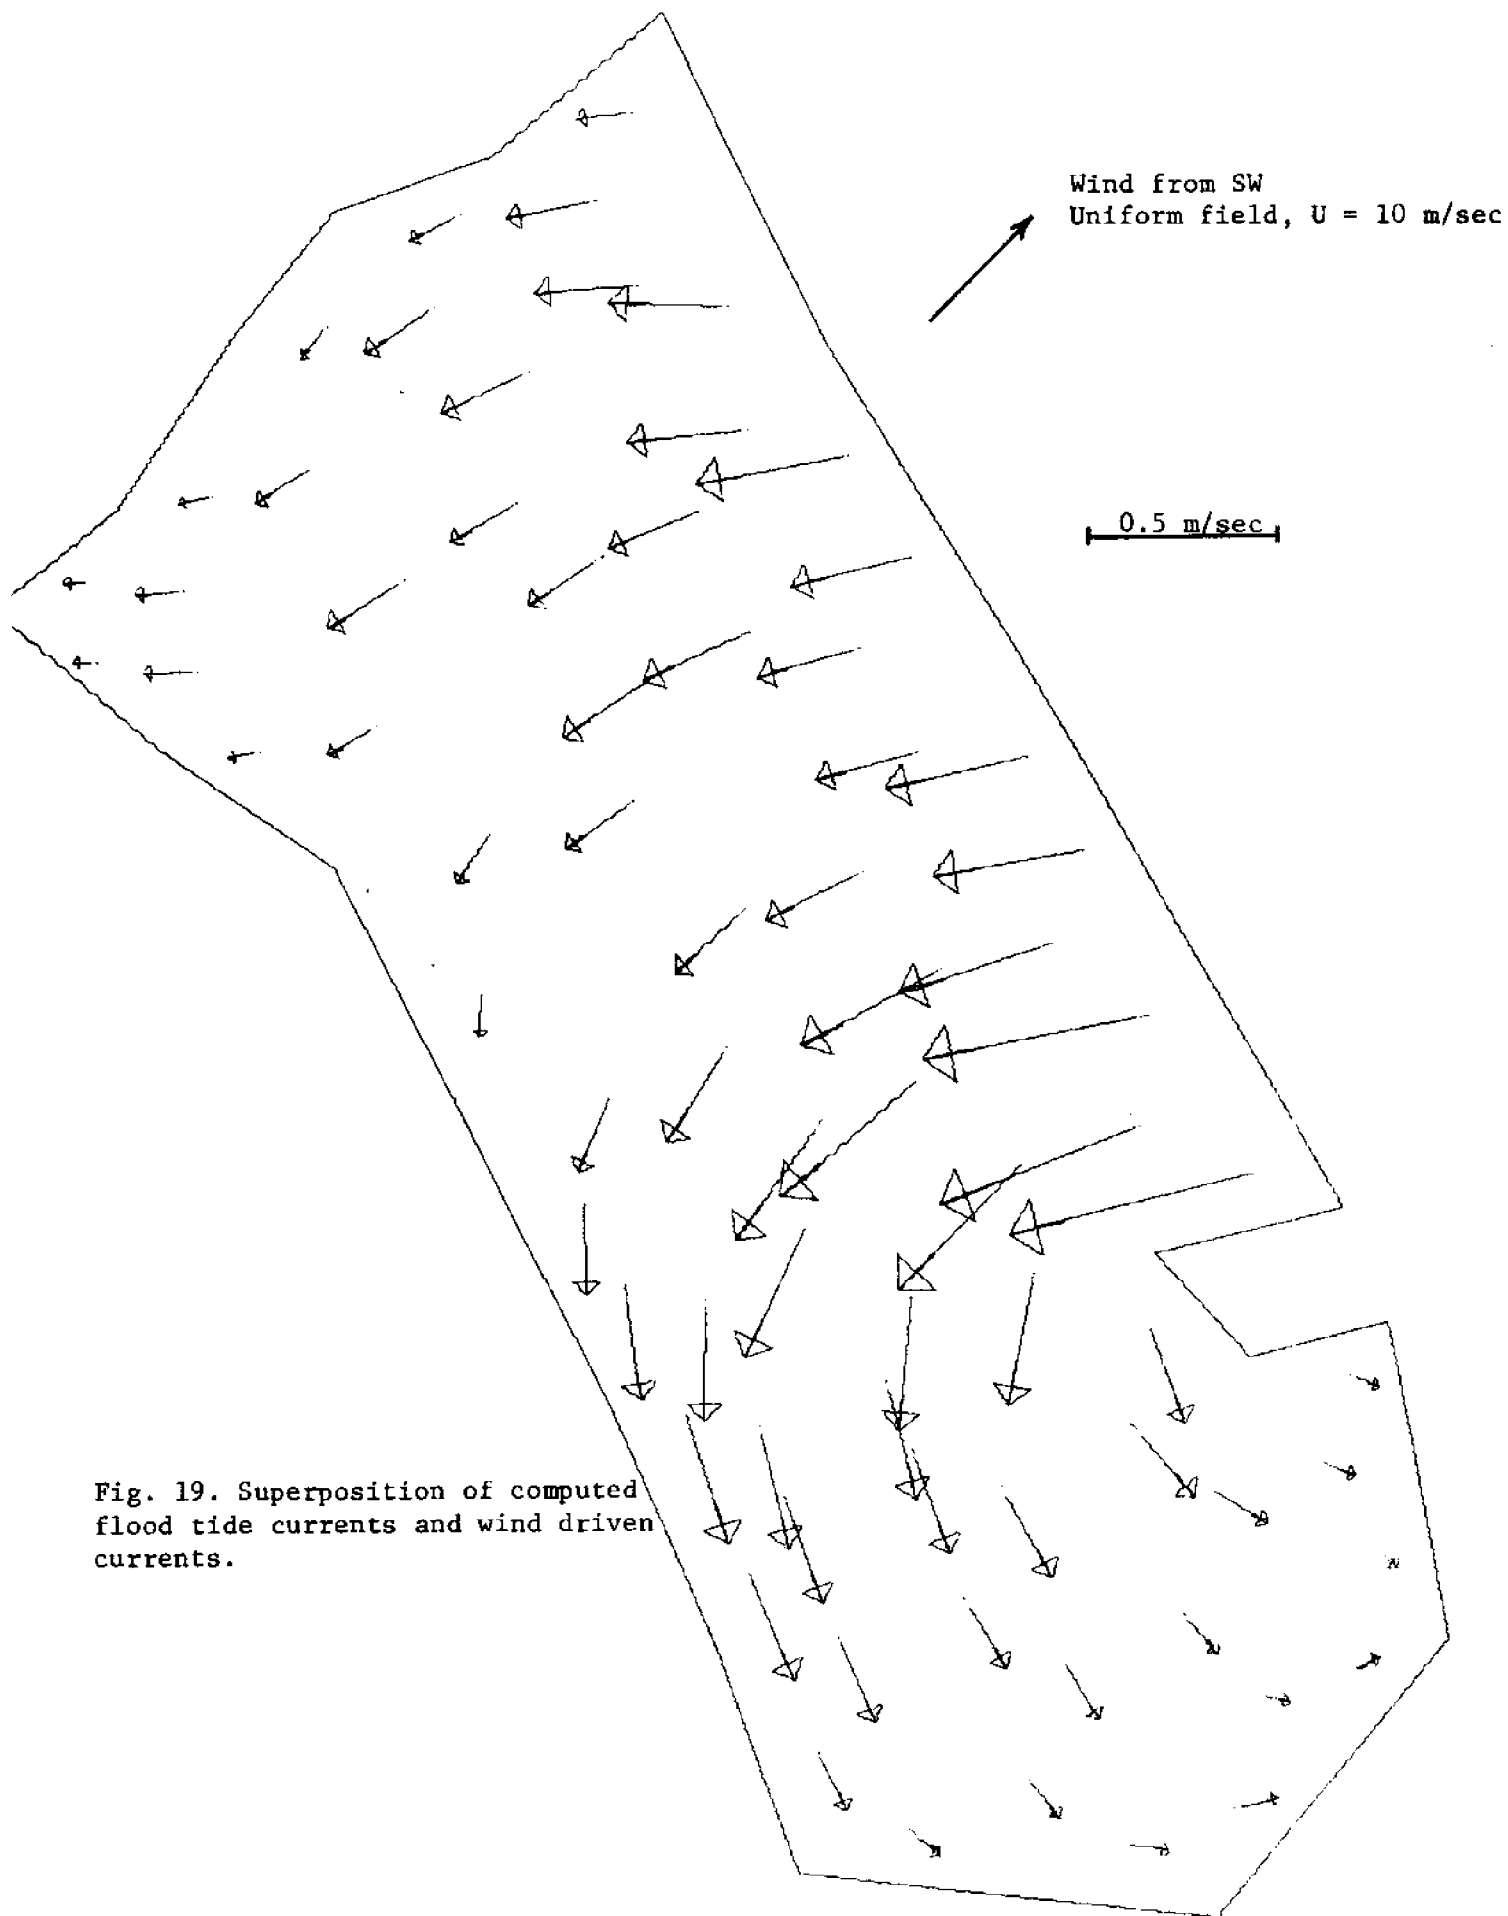 Wind from SW
Uniform field, U = 10 m/sec
0.5 m/sec
Fig. 19. Superposition of computed
flood tide currents and wind driven
currents.